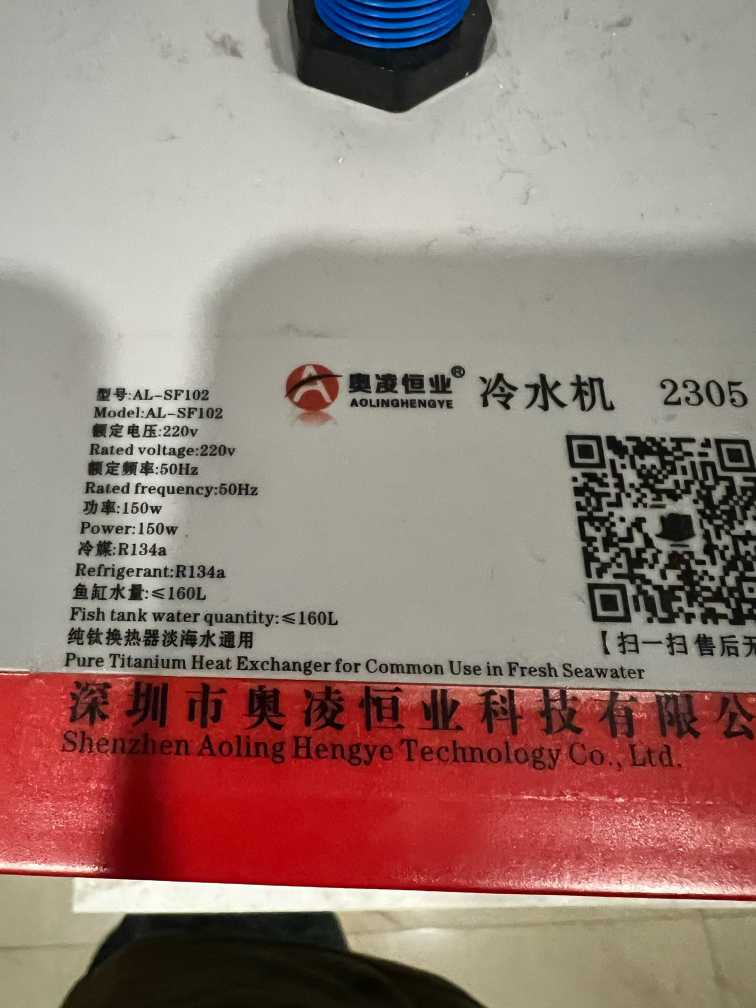 奥凌恒业®
AOLINGHENGYE
冷水机 2305
型号:AL-SF102
Model:AL-SF102
额定电压:220v
Rated voltage:220v
额定频率:50Hz
Rated frequency:50Hz
功率:150w
Power:150w
冷媒:R134a
Refrigerant:R134a
鱼缸水量:≤160L
Fish tank water quantity:≤160L
纯钛换热器淡海水通用
Pure Titanium Heat Exchanger for Common Use in Fresh Seawater
【扫一扫 售后无
深圳市奥凌恒业科技有限公
Shenzhen Aoling Hengye Technology Co., Ltd.